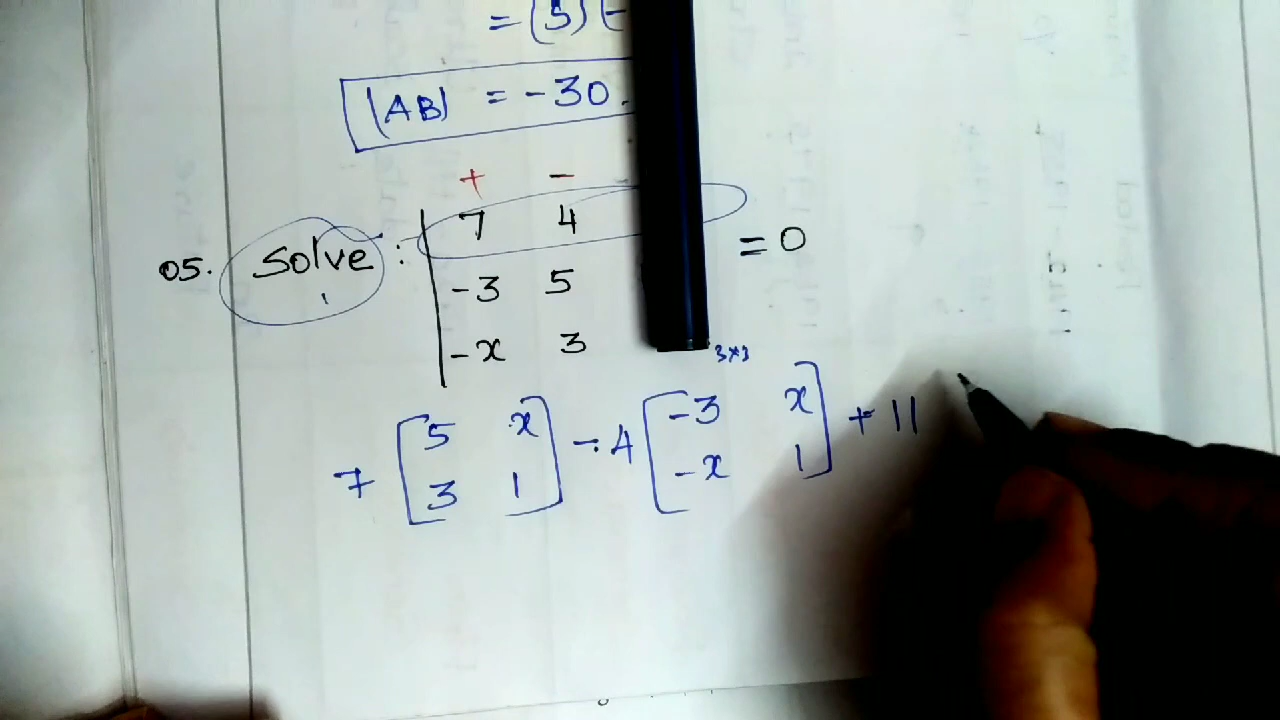 = (5) (-
|AB| = -30.
+ -
05. Solve : 7 4 = 0
-3 5
-x 3
3×3
7 [ 5 x - 4 [ -3 x ] + 11
3 1 ] -x 1